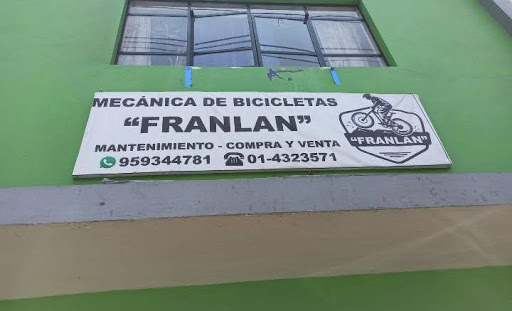 MECÁNICA DE BICICLETAS
"FRANLAN"
MANTENIMIENTO - COMPRA Y VENTA
959344781 01-4323571
"FRANLAN"